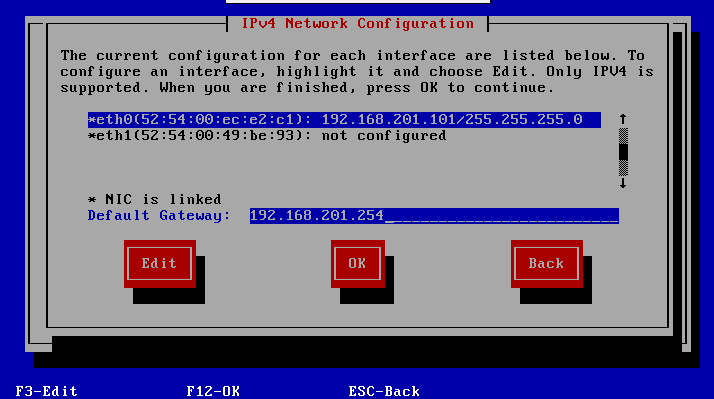 IPv4 Network Configuration
The current configuration for each interface are listed below. To
configure an interface, highlight it and choose Edit. Only IPV4 is
supported. When you are finished, press OK to continue.
*eth0(52:54:00:ec:e2:c1): 192.168.201.101/255.255.255.0 ↑
*eth1(52:54:00:49:be:93): not configured
↓
* NIC is linked
Default Gateway: 192.168.201.254___________________________
Edit OK Back
F3-Edit F12-OK ESC-Back